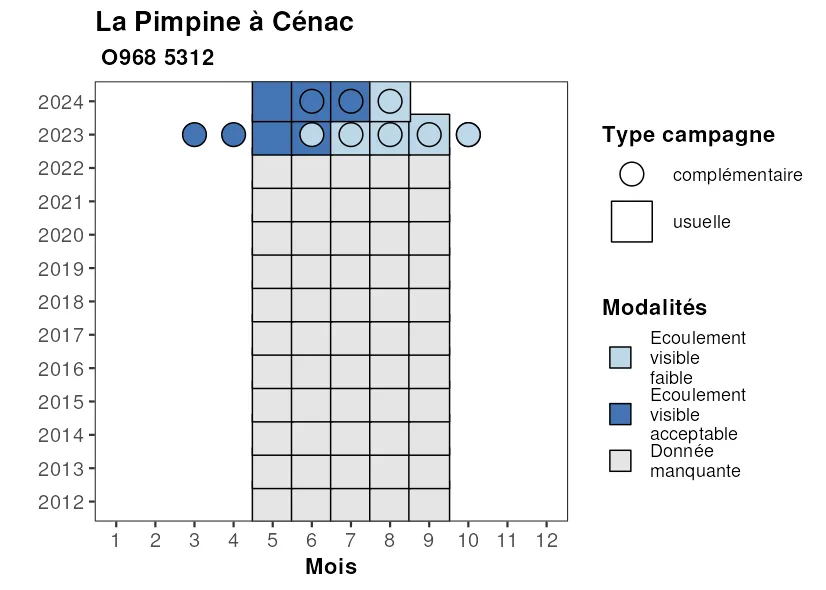 La Pimpine à Cénac
O968 5312
2024
2023
2022
2021
2020
2019
2018
2017
2016
2015
2014
2013
2012
1 2 3 4 5 6 7 8 9 10 11 12
Mois
Type campagne
complémentaire
usuelle
Modalités
Ecoulement
visible
faible
Ecoulement
visible
acceptable
Donnée
manquante